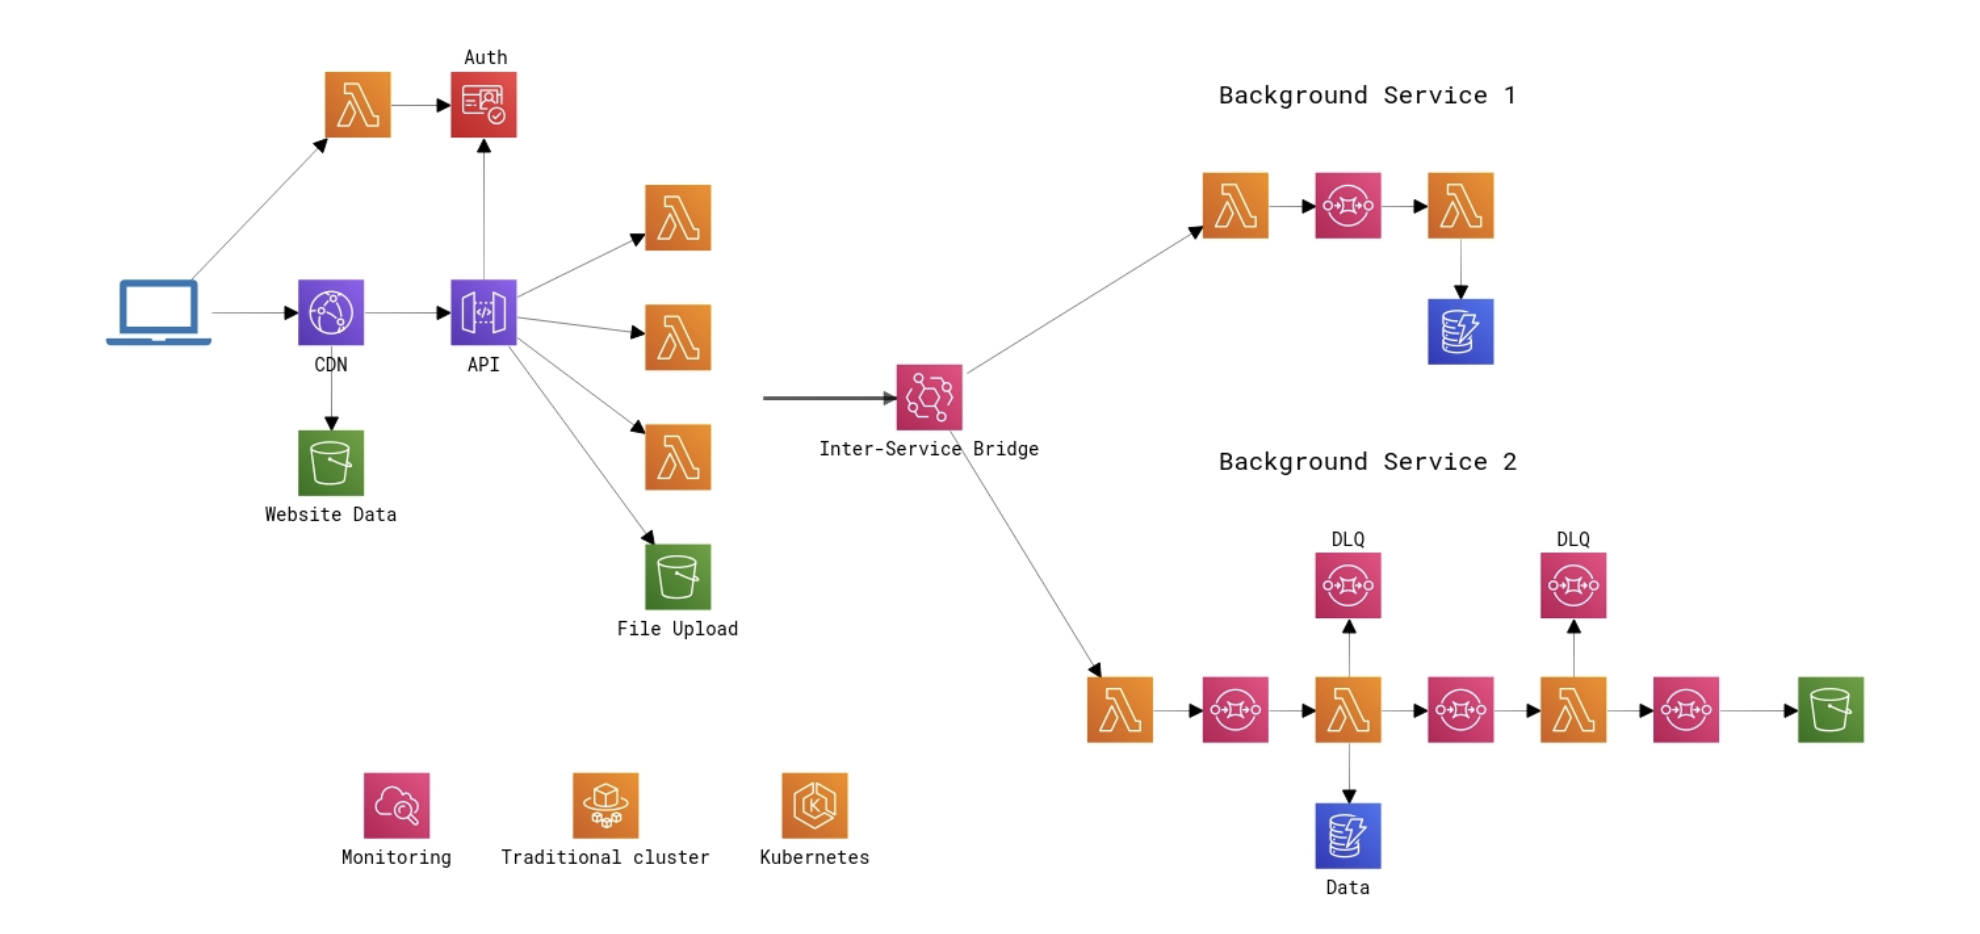 Auth
Background Service 1
CDN
API
Inter-Service Bridge
Background Service 2
Website Data
DLQ
DLQ
File Upload
Monitoring
Traditional cluster
Kubernetes
Data